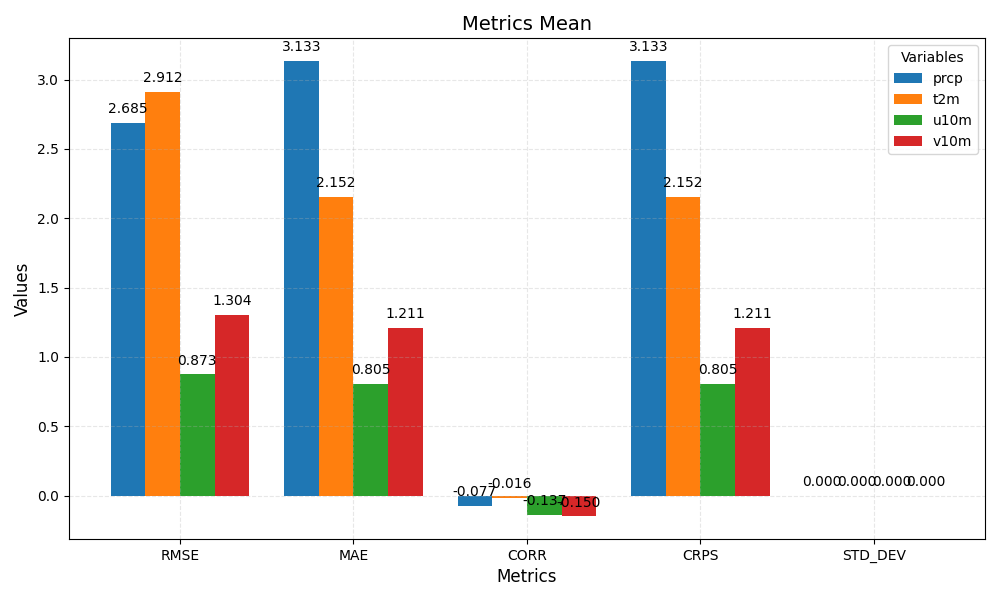 Metrics Mean
Values
3.0
2.5
2.0
1.5
1.0
0.5
0.0
2.685
2.912
0.873
1.304
3.133
2.152
0.805
1.211
-0.077
-0.016
-0.137
-0.150
3.133
2.152
0.805
1.211
0.000
0.000
0.000
0.000
Variables
prcp
t2m
u10m
v10m
RMSE
MAE
CORR
CRPS
STD_DEV
Metrics